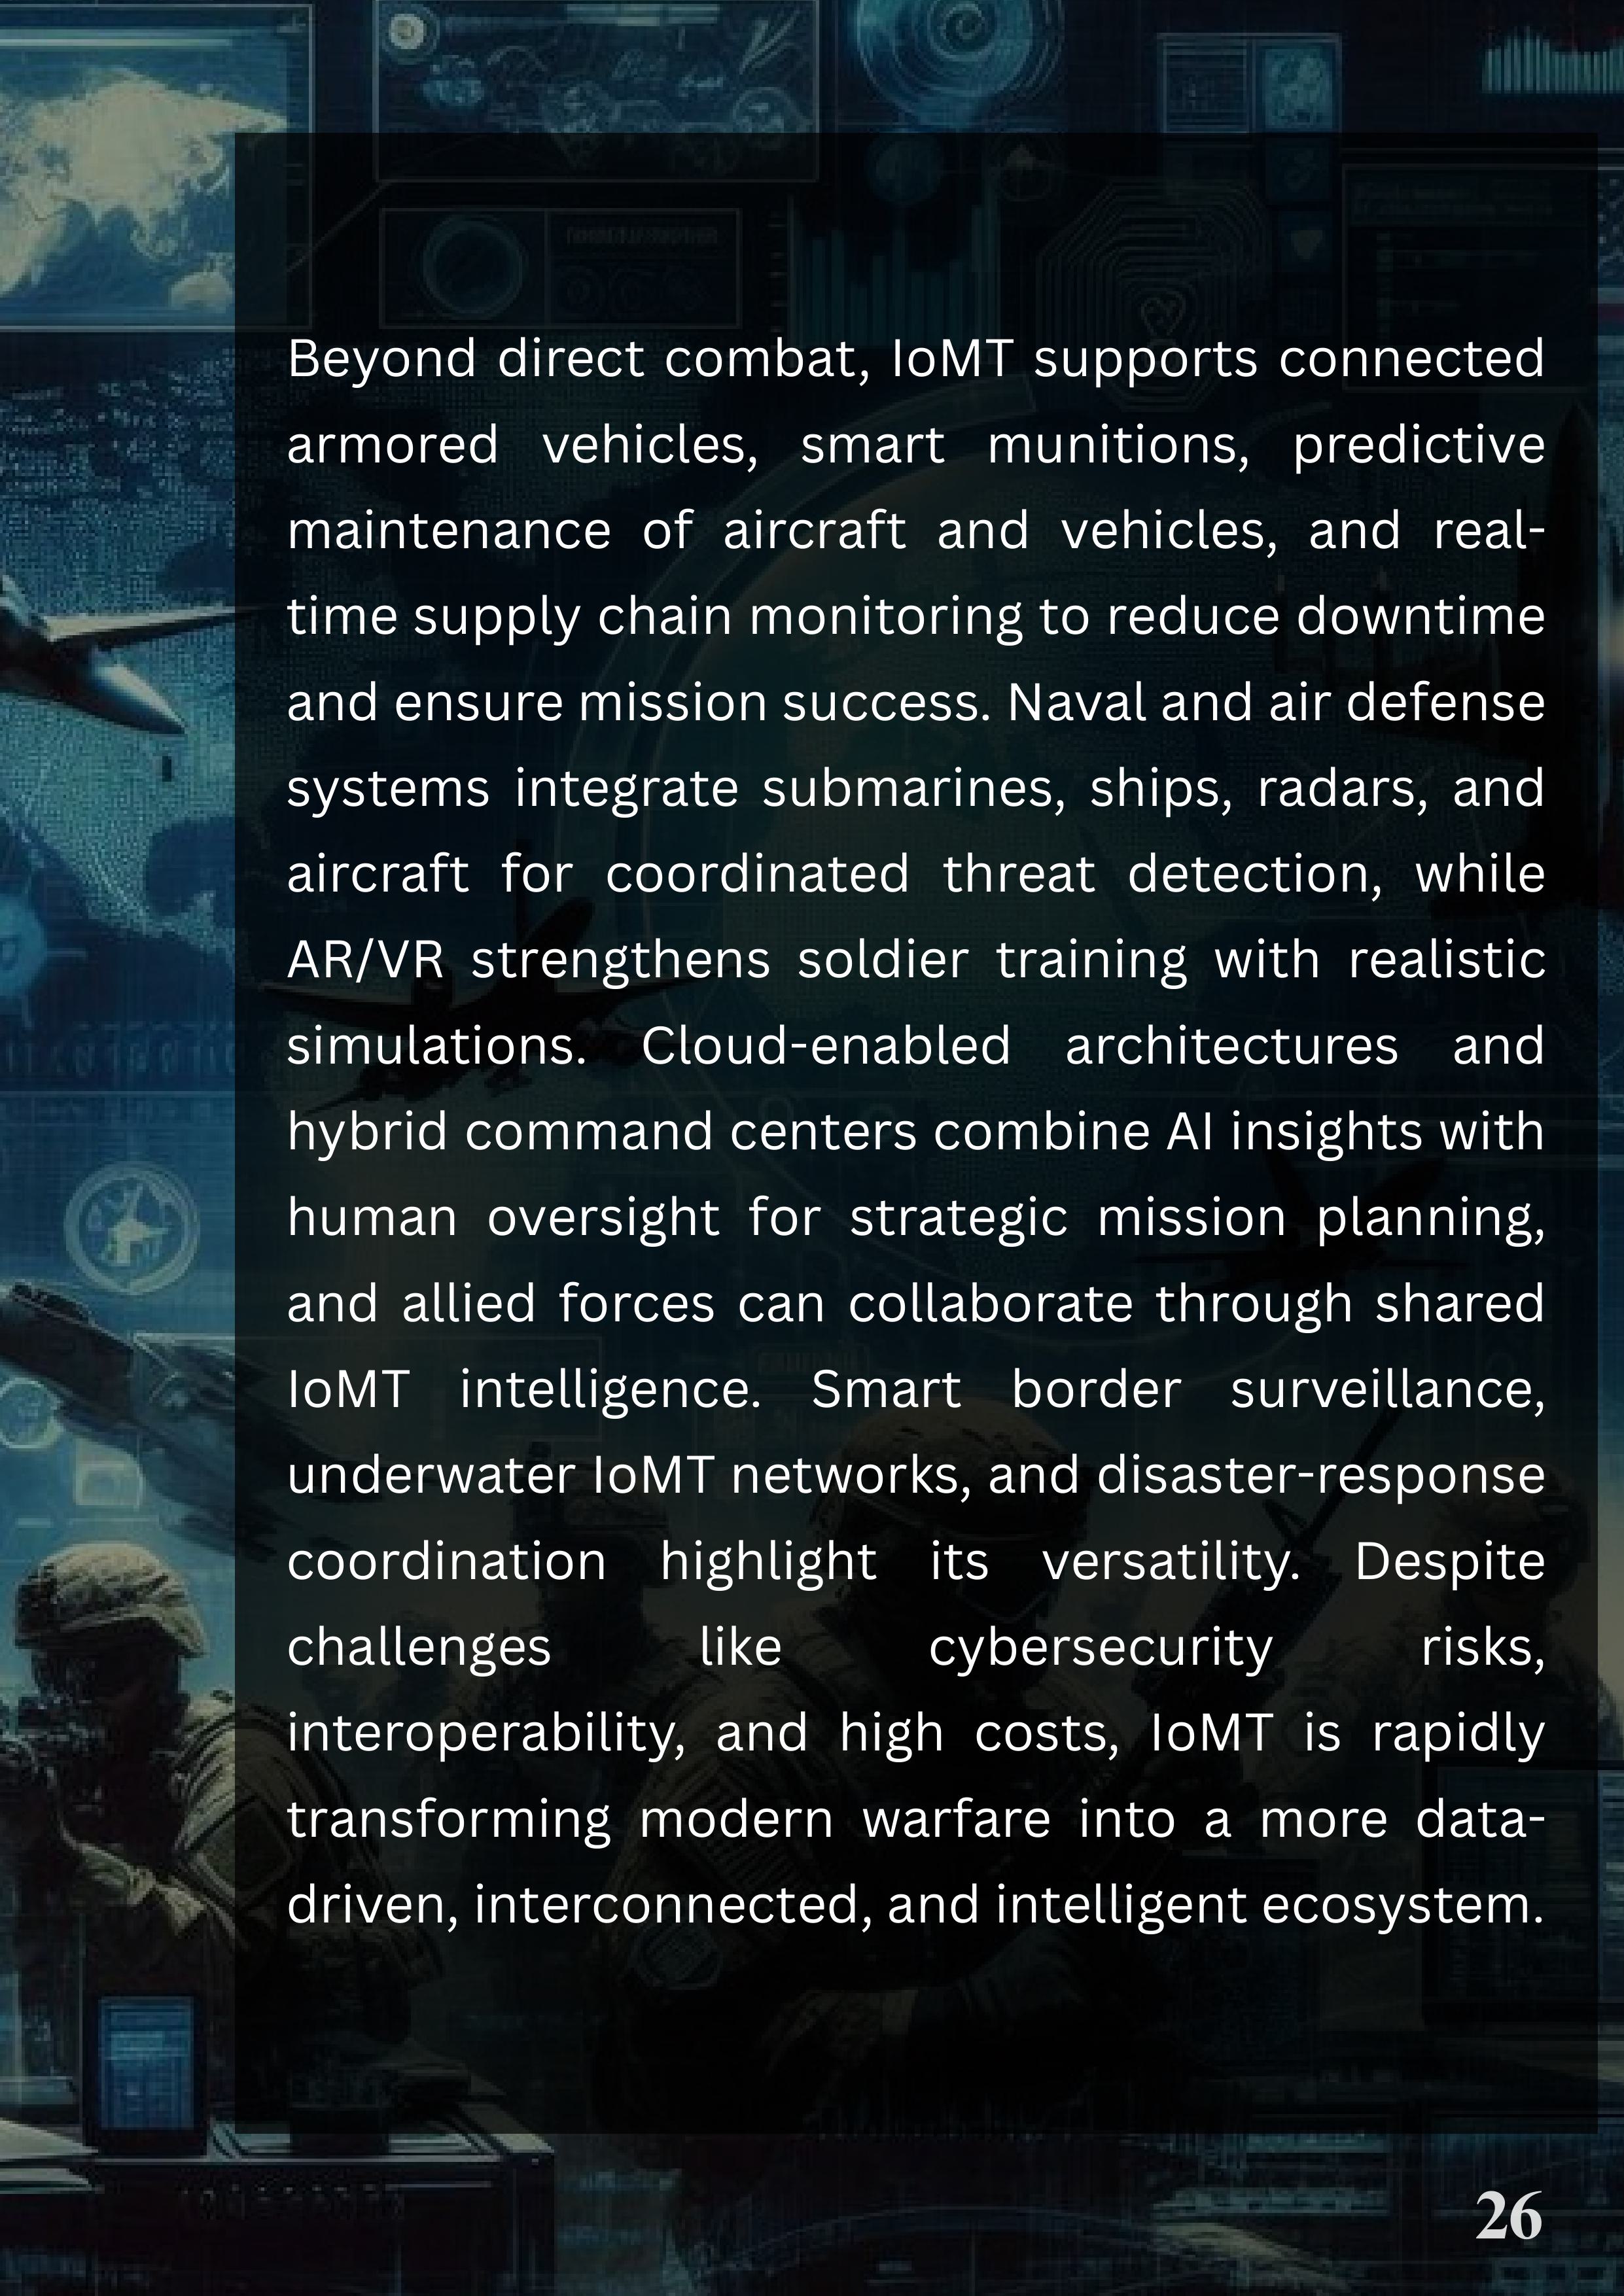 Beyond direct combat, IoMT supports connected
armored vehicles, smart munitions, predictive
maintenance of aircraft and vehicles, and real-
time supply chain monitoring to reduce downtime
and ensure mission success. Naval and air defense
systems integrate submarines, ships, radars, and
aircraft for coordinated threat detection, while
AR/VR strengthens soldier training with realistic
simulations. Cloud-enabled architectures and
hybrid command centers combine AI insights with
human oversight for strategic mission planning,
and allied forces can collaborate through shared
IoMT intelligence. Smart border surveillance,
underwater IoMT networks, and disaster-response
coordination highlight its versatility. Despite
challenges like cybersecurity risks,
interoperability, and high costs, IoMT is rapidly
transforming modern warfare into a more data-
driven, interconnected, and intelligent ecosystem.
26